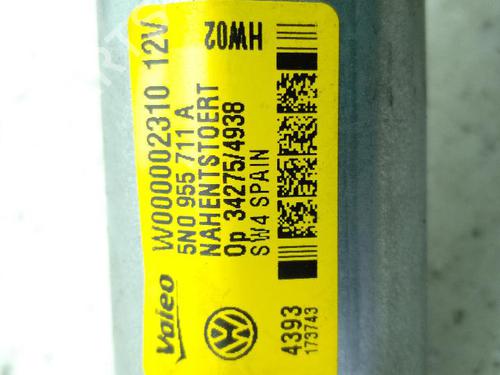 Valeo W000002310 12V HW02
5N0 955 711 A
NAHENTSTOERT
Op 34275/4938
SW4 SPAIN
4393
173743